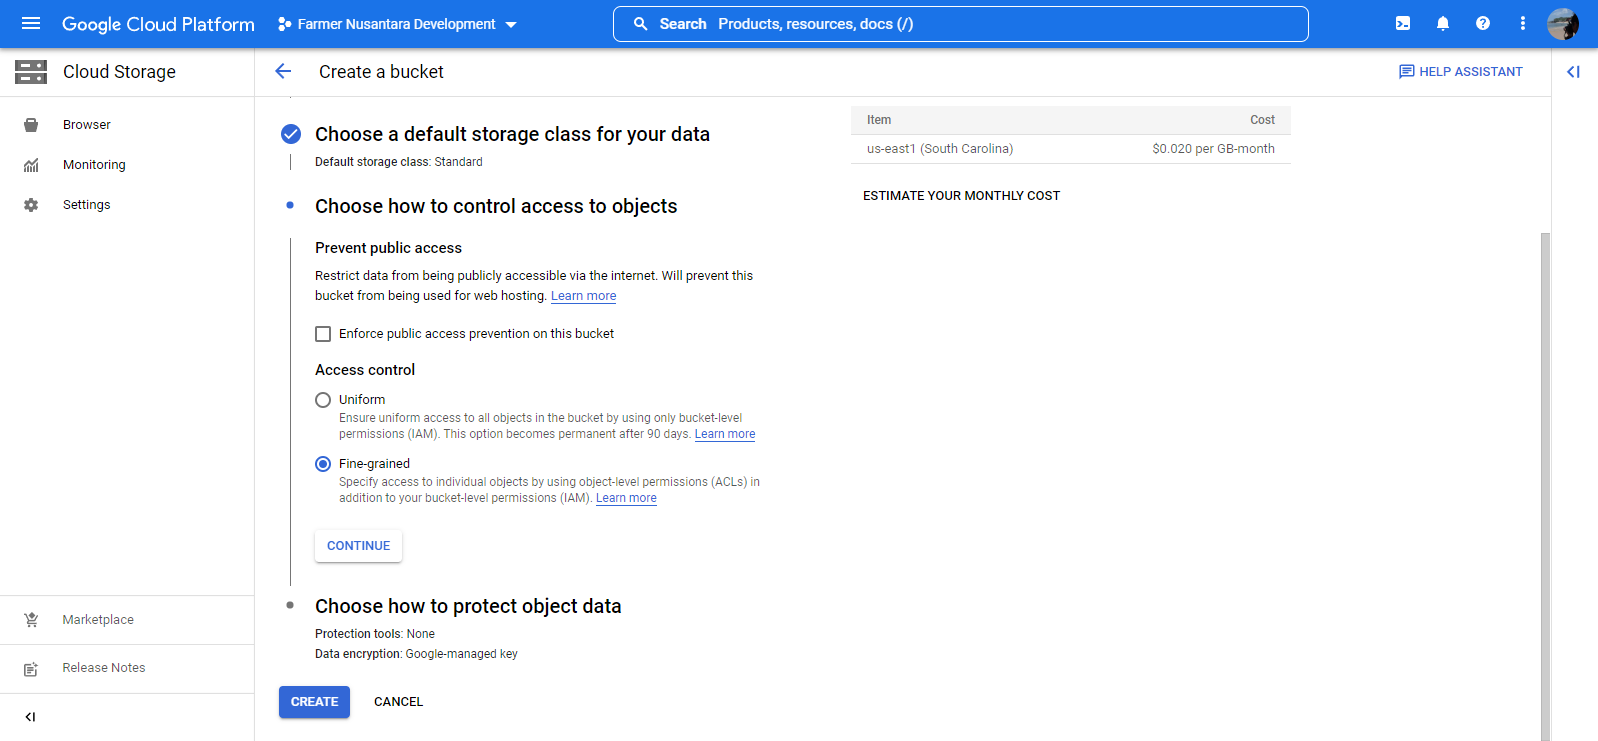 Google Cloud Platform
Farmer Nusantara Development
Search Products, resources, docs (/)
Cloud Storage
Create a bucket
HELP ASSISTANT
Browser
Monitoring
Settings
Marketplace
Release Notes
Choose a default storage class for your data
Default storage class: Standard
Choose how to control access to objects
Prevent public access
Restrict data from being publicly accessible via the internet. Will prevent this
bucket from being used for web hosting. Learn more
Enforce public access prevention on this bucket
Access control
Uniform
Ensure uniform access to all objects in the bucket by using only bucket-level
permissions (IAM). This option becomes permanent after 90 days. Learn more
Fine-grained
Specify access to individual objects by using object-level permissions (ACLs) in
addition to your bucket-level permissions (IAM). Learn more
CONTINUE
Choose how to protect object data
Protection tools: None
Data encryption: Google-managed key
CREATE CANCEL
Item Cost
us-east1 (South Carolina) $0.020 per GB-month
ESTIMATE YOUR MONTHLY COST